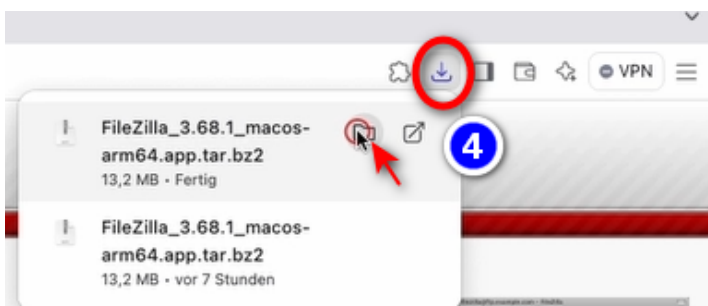 VPN
FileZilla_3.68.1_macos-
arm64.app.tar.bz2
13,2 MB - Fertig
4
FileZilla_3.68.1_macos-
arm64.app.tar.bz2
13,2 MB - vor 7 Stunden